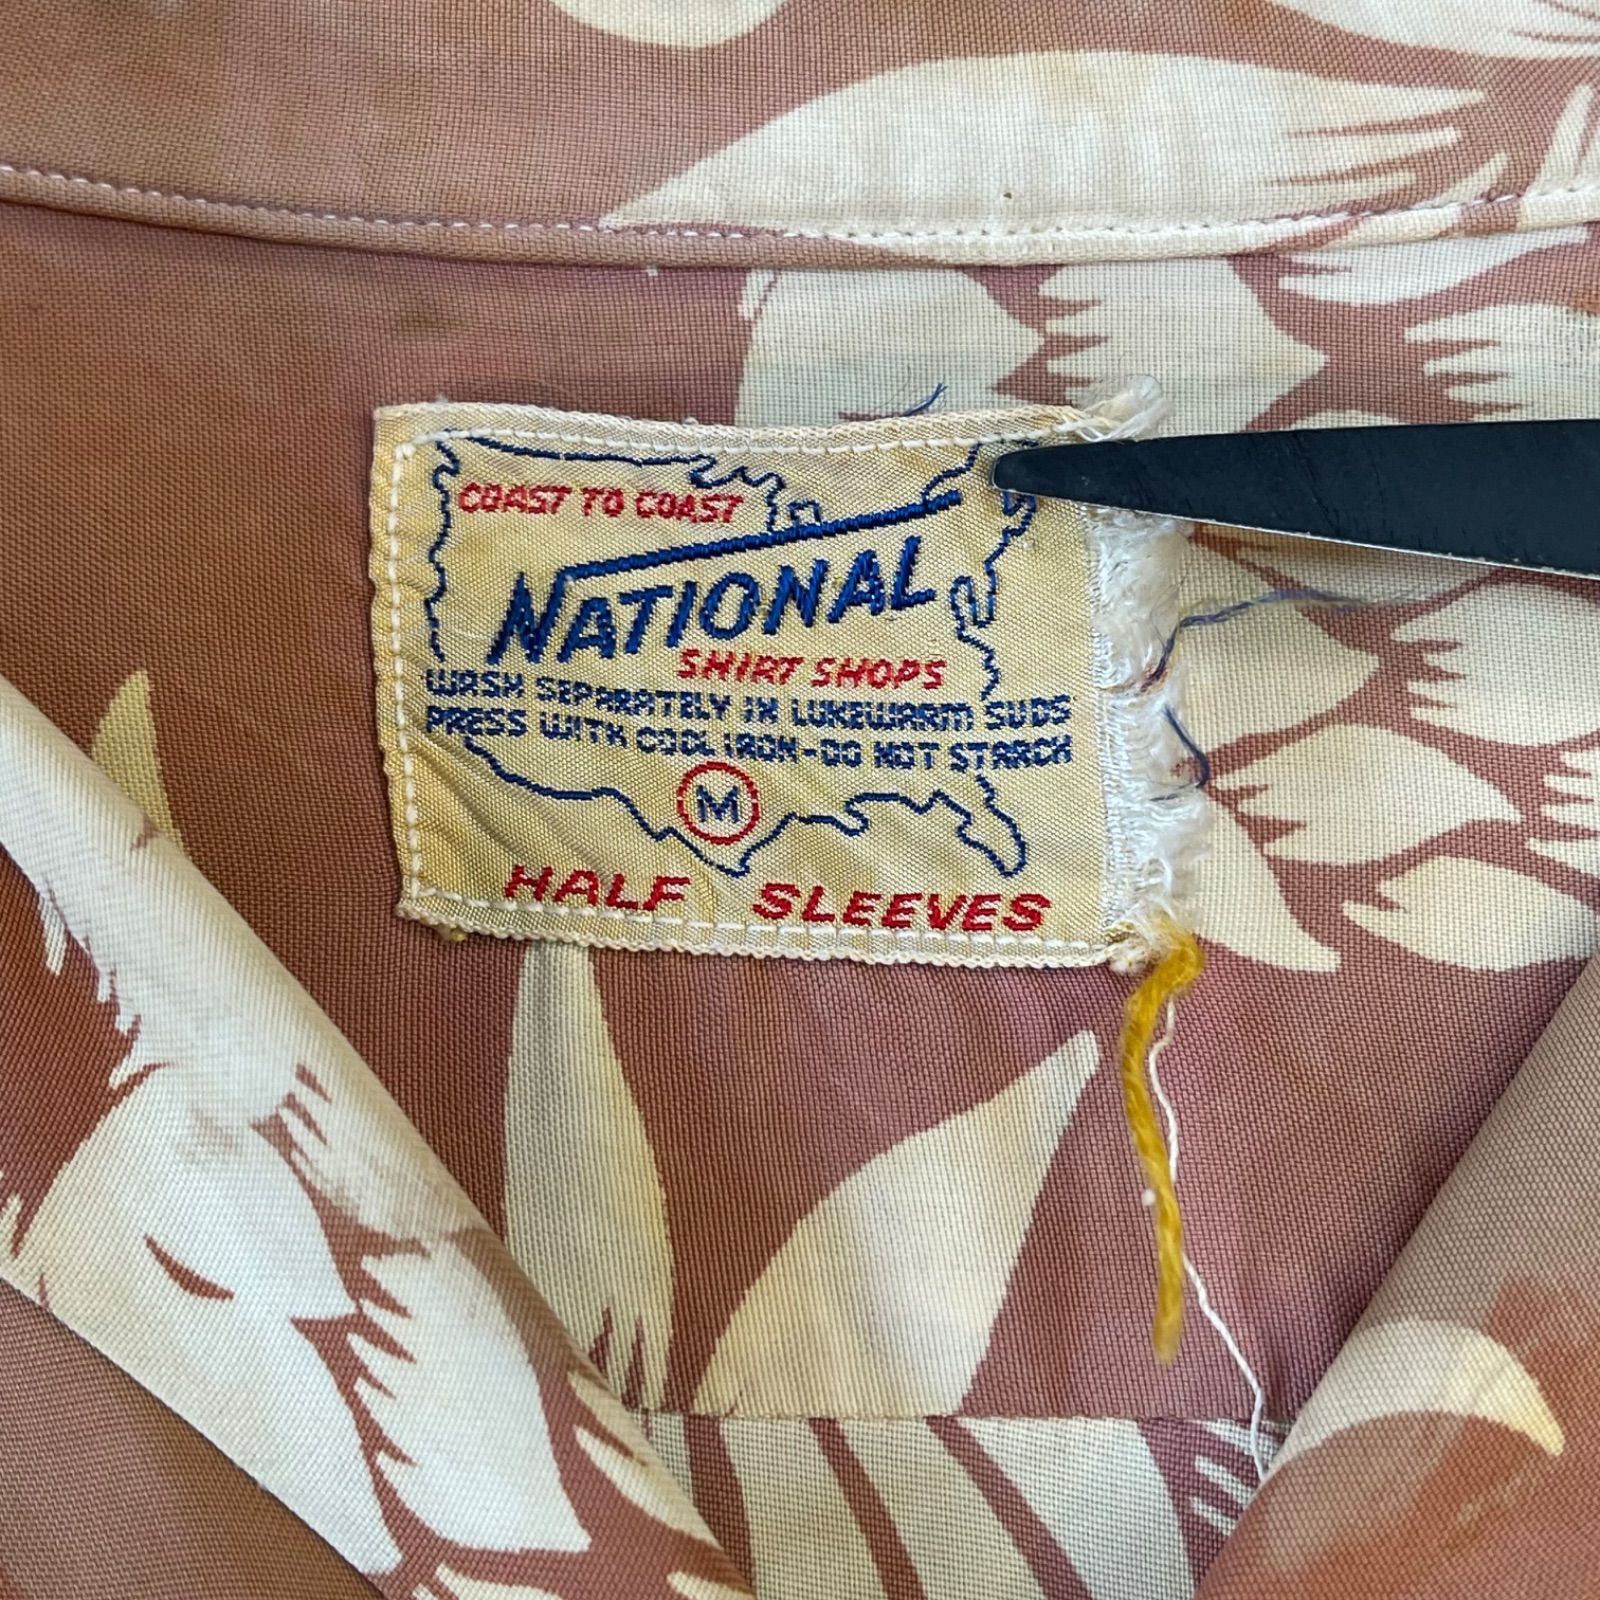 COAST TO COAST
NATIONAL
SHIRT SHOPS
WASH SEPARATELY IN LUKEWARM SUDS
PRESS WITH COOL IRON-DO NOT STARCH
M
HALF SLEEVES